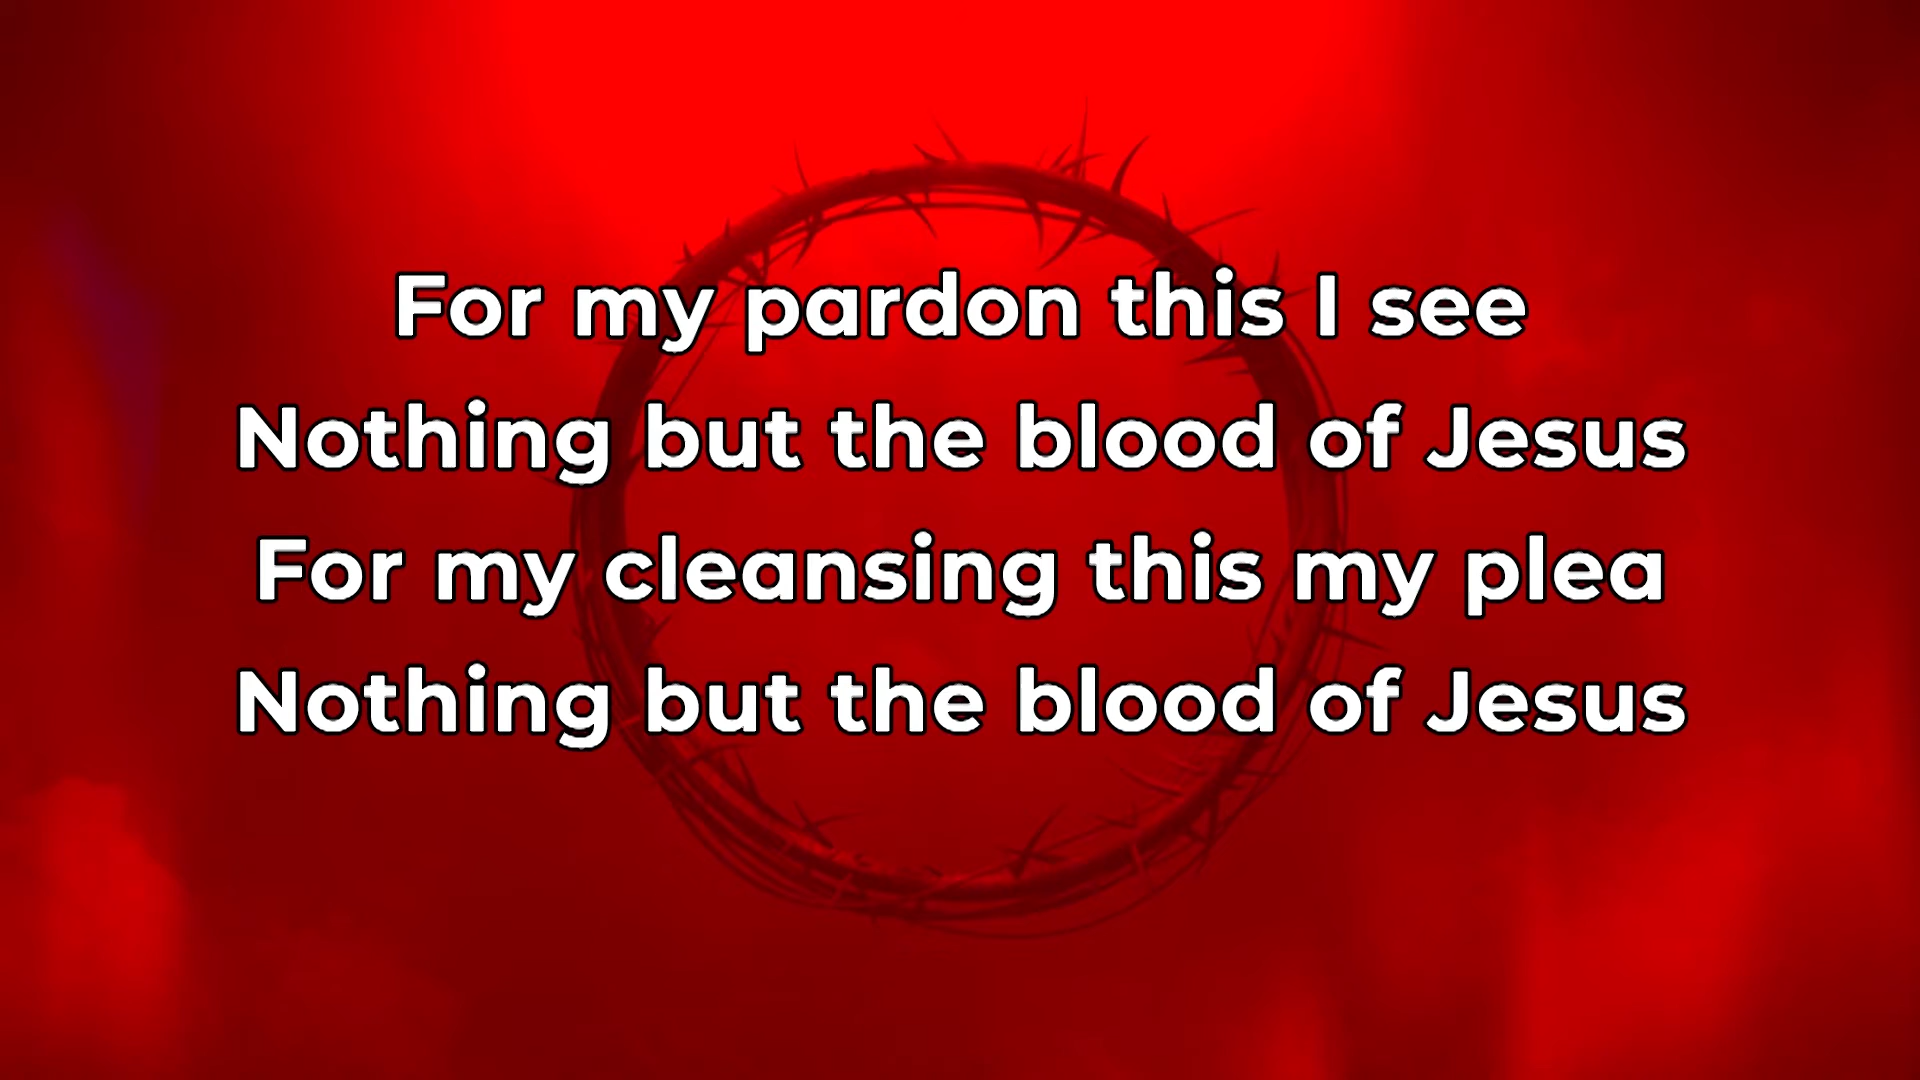 For my pardon this I see
Nothing but the blood of Jesus
For my cleansing this my plea
Nothing but the blood of Jesus